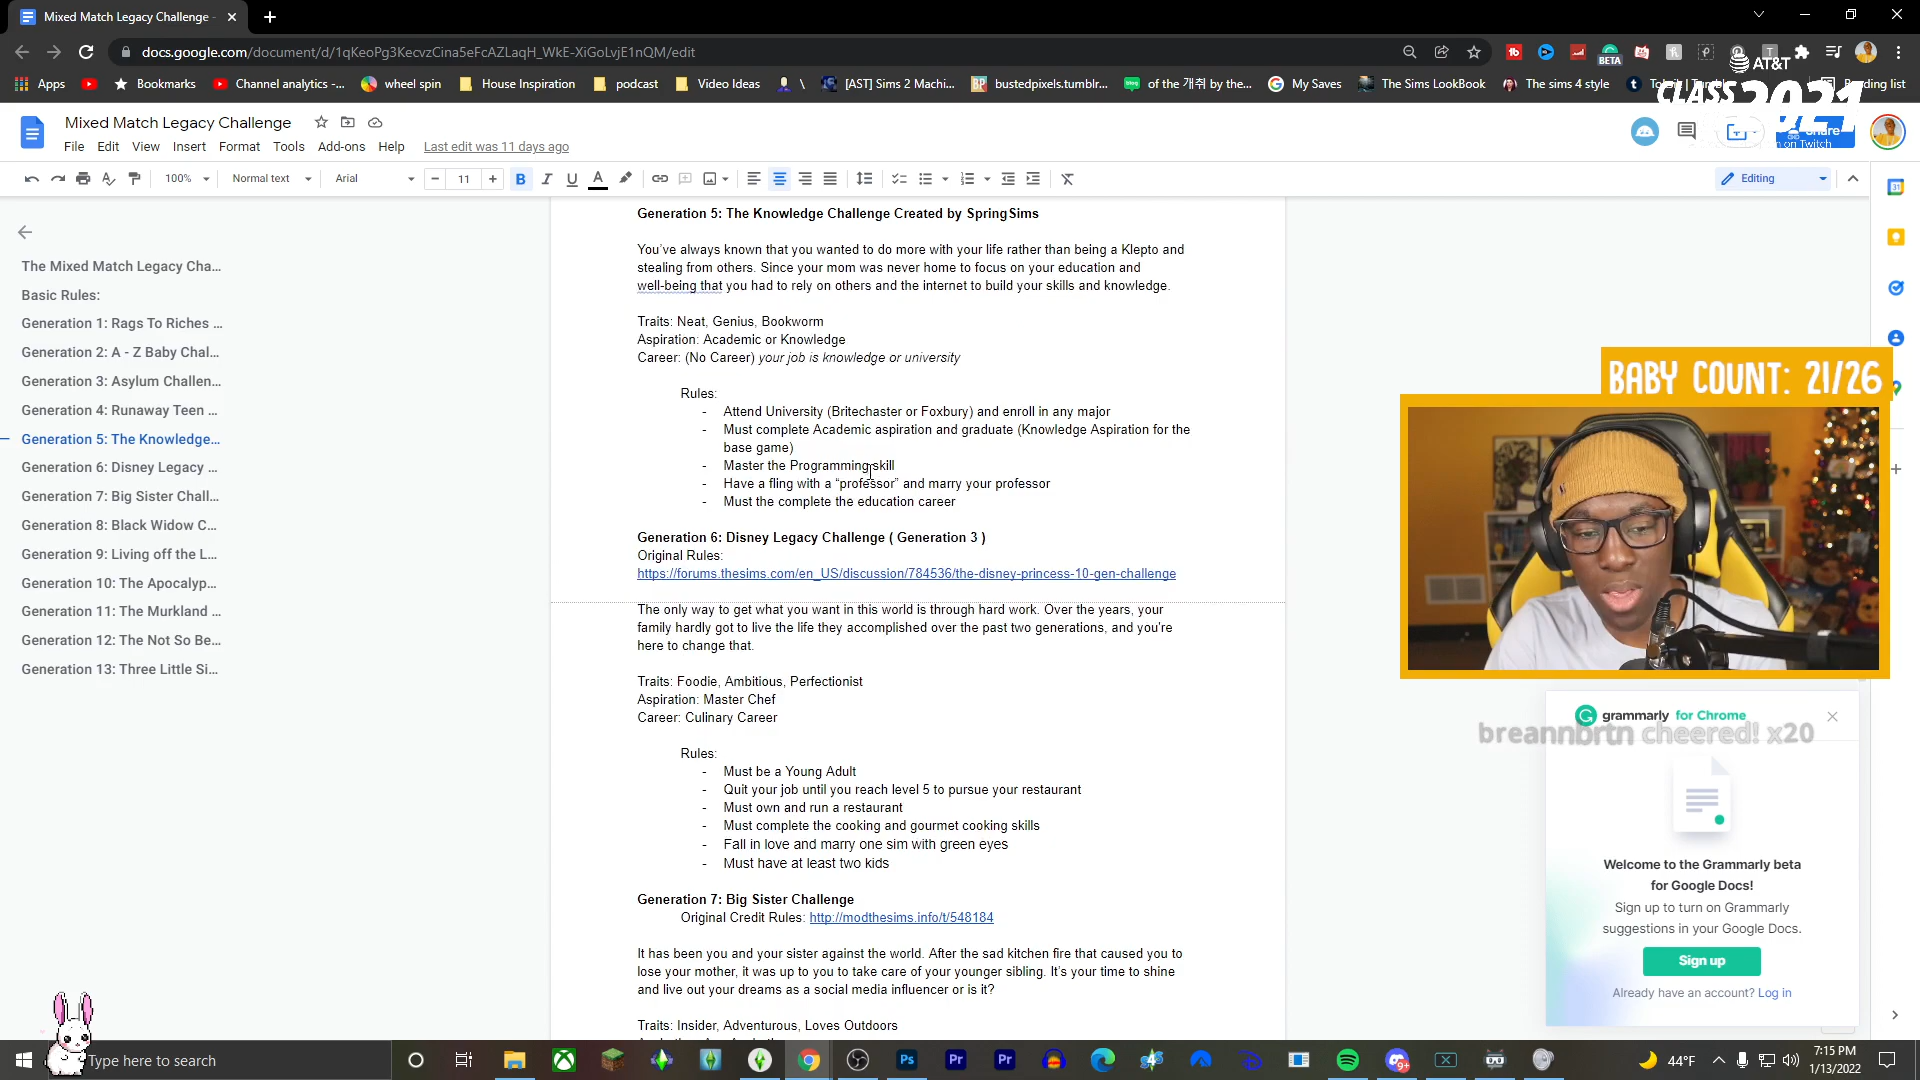 Mixed Match Legacy Challenge -
docs.google.com/document/d/1qKeoPg3KecvzCina5eFcAZLaqH_WkE-XiGoLvjE1nQM/edit
BETA
AT&T
Apps
Bookmarks
Channel analytics -...
wheel spin
House Inspiration
podcast
Video Ideas
\
[AST] Sims 2 Machi...
bustedpixels.tumblr...
of the 개취 by the...
My Saves
The Sims LookBook
The sims 4 style
Reading list
CLASS 2021
Mixed Match Legacy Challenge
Share
on Twitch
File
Edit
View
Insert
Format
Tools
Add-ons
Help
Last edit was 11 days ago
100%
Normal text
Arial
11
B
I
U
A
Editing
31
The Mixed Match Legacy Cha...
Basic Rules:
Generation 1: Rags To Riches ...
Generation 2: A - Z Baby Chal...
Generation 3: Asylum Challen...
Generation 4: Runaway Teen ...
Generation 5: The Knowledge...
Generation 6: Disney Legacy ...
Generation 7: Big Sister Chall...
Generation 8: Black Widow C...
Generation 9: Living off the L...
Generation 10: The Apocalyp...
Generation 11: The Murkland ...
Generation 12: The Not So Be...
Generation 13: Three Little Si...
Generation 5: The Knowledge Challenge Created by SpringSims
You've always known that you wanted to do more with your life rather than being a Klepto and
stealing from others. Since your mom was never home to focus on your education and
well-being that you had to rely on others and the internet to build your skills and knowledge.
Traits: Neat, Genius, Bookworm
Aspiration: Academic or Knowledge
Career: (No Career) your job is knowledge or university
Rules:
- Attend University (Britechaster or Foxbury) and enroll in any major
- Must complete Academic aspiration and graduate (Knowledge Aspiration for the
base game)
- Master the Programming skill
- Have a fling with a “professor” and marry your professor
- Must the complete the education career
Generation 6: Disney Legacy Challenge ( Generation 3 )
Original Rules:
https://forums.thesims.com/en_US/discussion/784536/the-disney-princess-10-gen-challenge
The only way to get what you want in this world is through hard work. Over the years, your
family hardly got to live the life they accomplished over the past two generations, and you're
here to change that.
Traits: Foodie, Ambitious, Perfectionist
Aspiration: Master Chef
Career: Culinary Career
Rules:
- Must be a Young Adult
- Quit your job until you reach level 5 to pursue your restaurant
- Must own and run a restaurant
- Must complete the cooking and gourmet cooking skills
- Fall in love and marry one sim with green eyes
- Must have at least two kids
Generation 7: Big Sister Challenge
Original Credit Rules: http://modthesims.info/t/548184
It has been you and your sister against the world. After the sad kitchen fire that caused you to
lose your mother, it was up to you to take care of your younger sibling. It's your time to shine
and live out your dreams as a social media influencer or is it?
Traits: Insider, Adventurous, Loves Outdoors
BABY COUNT: 21/26
grammarly for Chrome
breannbrtn cheered! x20
Welcome to the Grammarly beta
for Google Docs!
Sign up to turn on Grammarly
suggestions in your Google Docs.
Sign up
Already have an account? Log in
Type here to search
Ps
Pr
Pr
9+
44°F
7:15 PM
1/13/2022